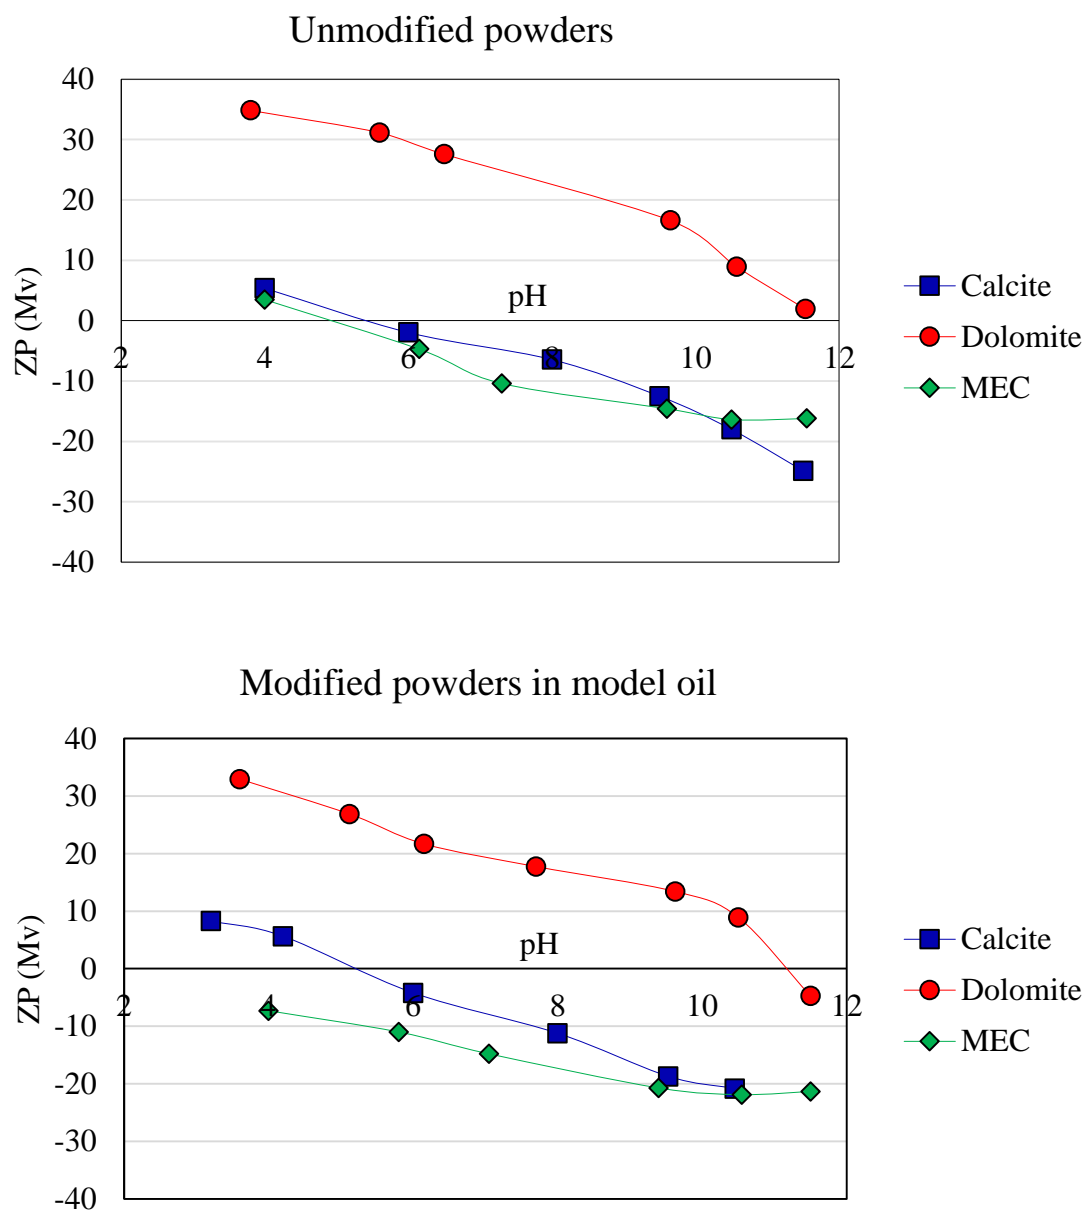 Unmodified powders
40
30
20
10
0
-10
-20
-30
-40
ZP (Mv)
pH
2 4 6 8 10 12
Calcite
Dolomite
MEC
Modified powders in model oil
40
30
20
10
0
-10
-20
-30
-40
ZP (Mv)
pH
2 4 6 8 10 12
Calcite
Dolomite
MEC